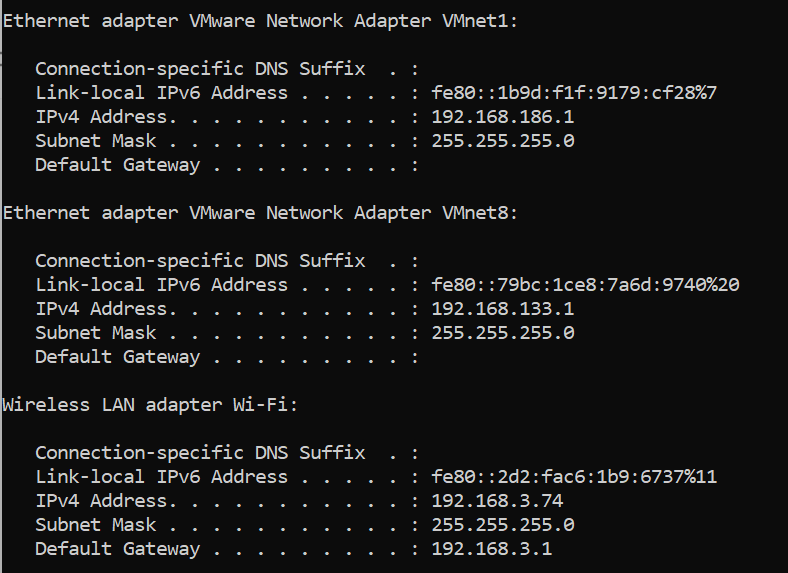 Ethernet adapter VMware Network Adapter VMnet1:
Connection-specific DNS Suffix  . :
Link-local IPv6 Address . . . . . : fe80::1b9d:f1f:9179:cf28%7
IPv4 Address. . . . . . . . . . . : 192.168.186.1
Subnet Mask . . . . . . . . . . . : 255.255.255.0
Default Gateway . . . . . . . . . :
Ethernet adapter VMware Network Adapter VMnet8:
Connection-specific DNS Suffix  . :
Link-local IPv6 Address . . . . . : fe80::79bc:1ce8:7a6d:9740%20
IPv4 Address. . . . . . . . . . . : 192.168.133.1
Subnet Mask . . . . . . . . . . . : 255.255.255.0
Default Gateway . . . . . . . . . :
Wireless LAN adapter Wi-Fi:
Connection-specific DNS Suffix  . :
Link-local IPv6 Address . . . . . : fe80::2d2:fac6:1b9:6737%11
IPv4 Address. . . . . . . . . . . : 192.168.3.74
Subnet Mask . . . . . . . . . . . : 255.255.255.0
Default Gateway . . . . . . . . . : 192.168.3.1